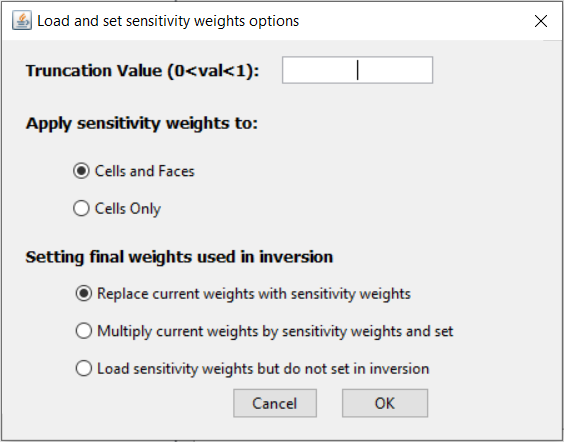 Load and set sensitivity weights options
Truncation Value (0<val<1):
Apply sensitivity weights to:
Cells and Faces
Cells Only
Setting final weights used in inversion
Replace current weights with sensitivity weights
Multiply current weights by sensitivity weights and set
Load sensitivity weights but do not set in inversion
Cancel OK